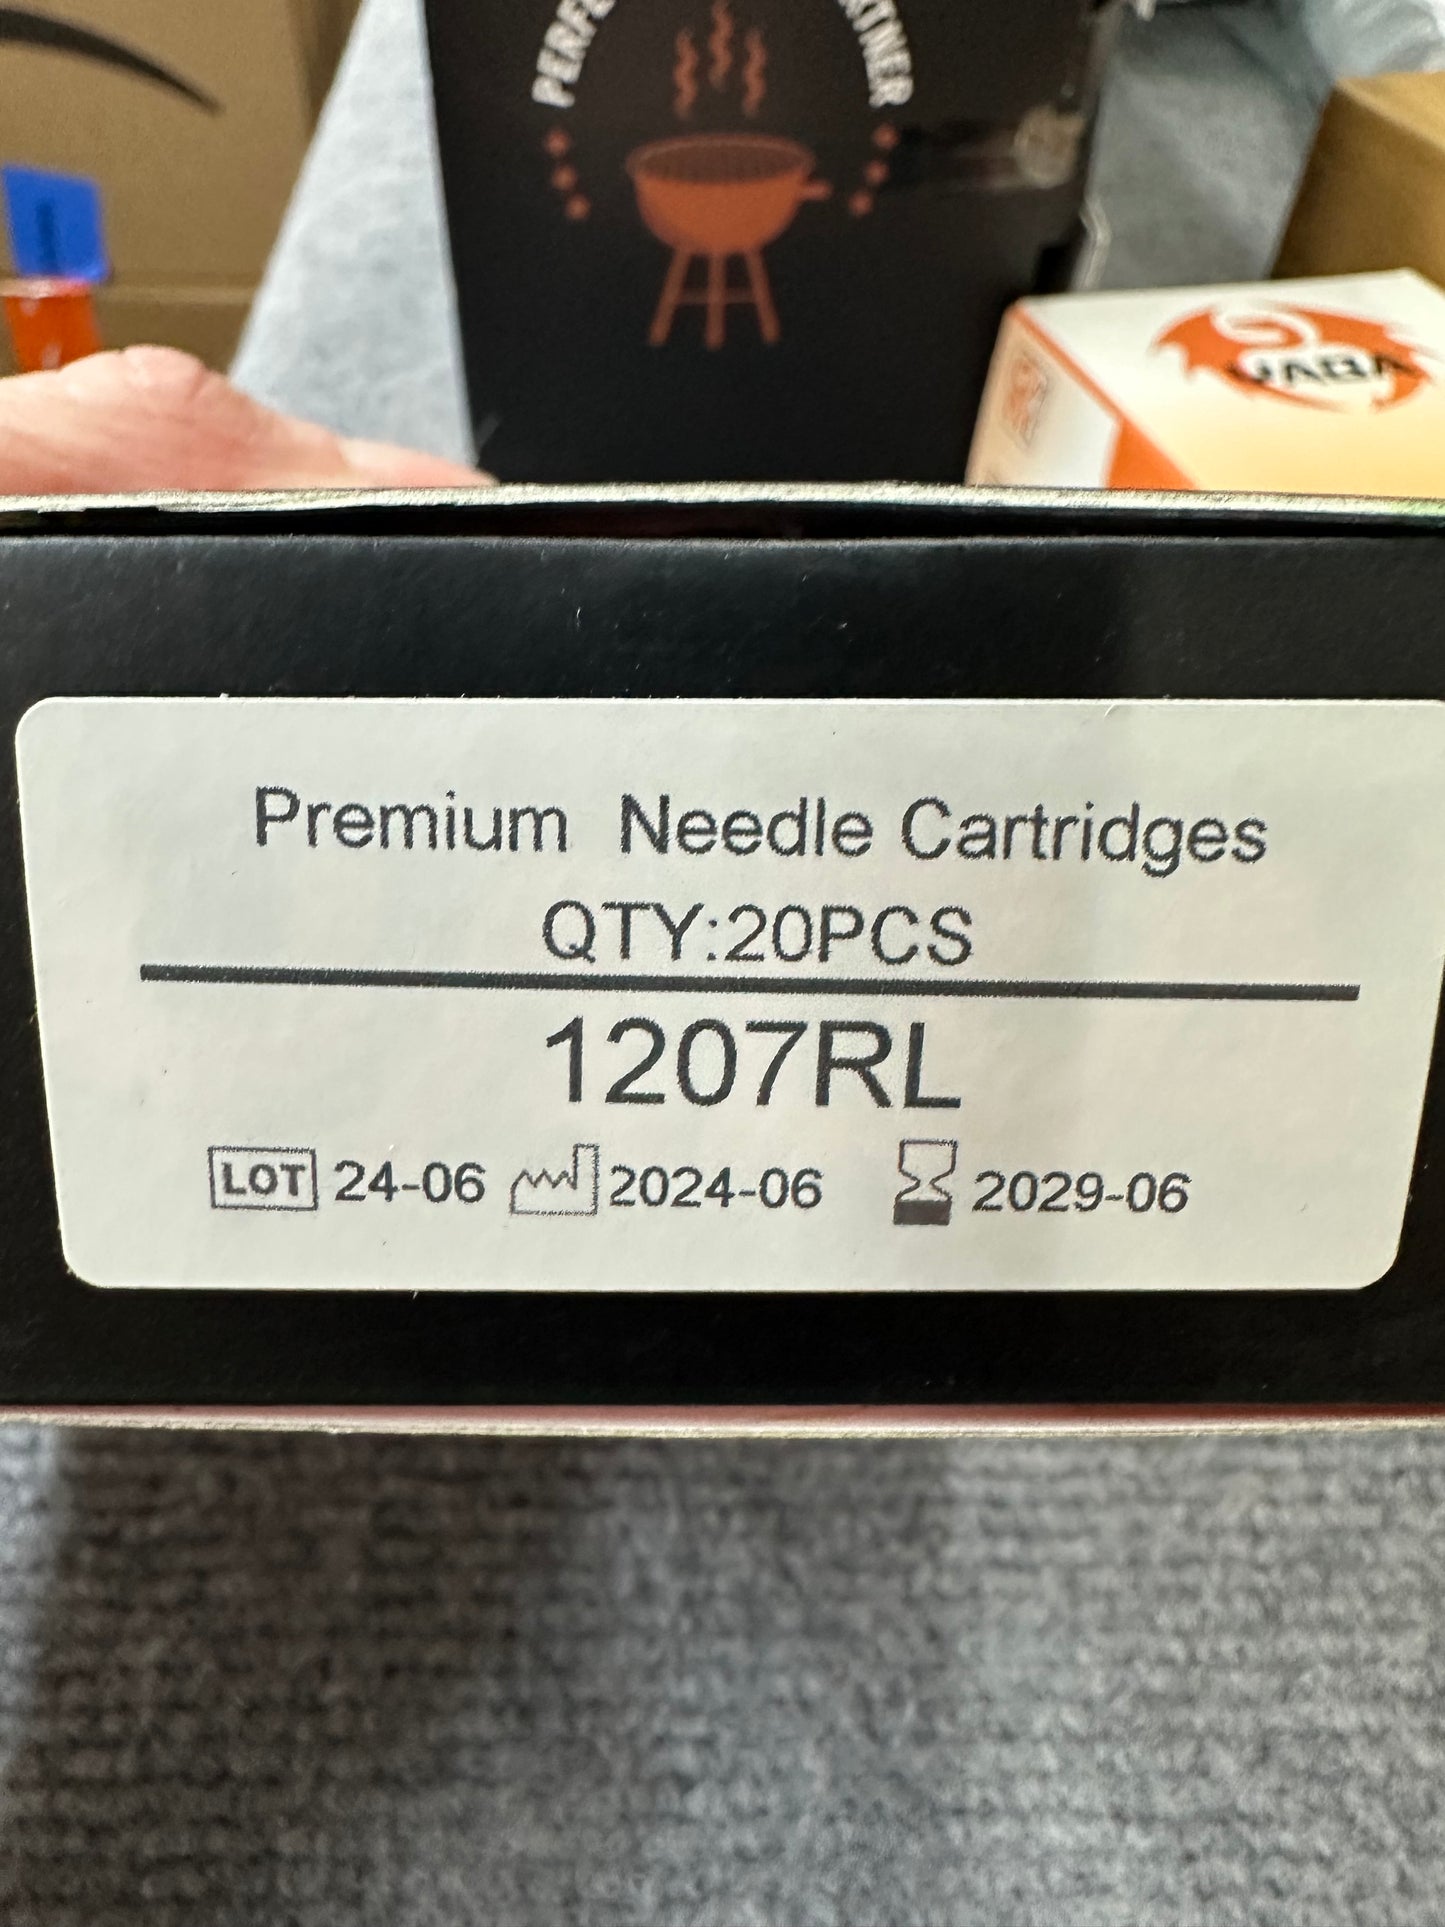 Premium Needle Cartridges
QTY:20PCS
1207RL
LOT 24-06 2024-06 2029-06